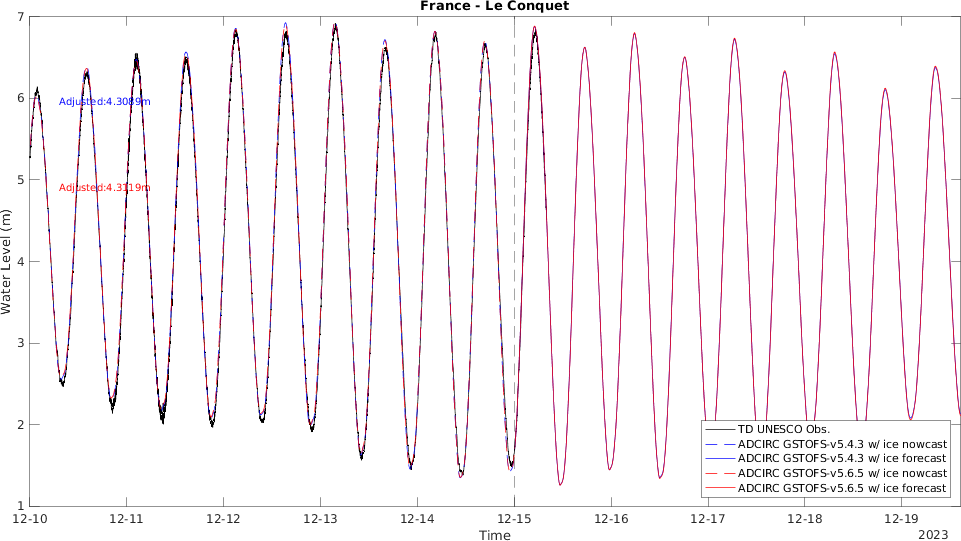 France - Le Conquet
7
6
5
4
3
2
1
Water Level (m)
Adjusted:4.3089m
Adjusted:4.3119m
TD UNESCO Obs.
ADCIRC GSTOFS-v5.4.3 w/ ice nowcast
ADCIRC GSTOFS-v5.4.3 w/ ice forecast
ADCIRC GSTOFS-v5.6.5 w/ ice nowcast
ADCIRC GSTOFS-v5.6.5 w/ ice forecast
12-10 12-11 12-12 12-13 12-14 12-15 12-16 12-17 12-18 12-19
Time
2023